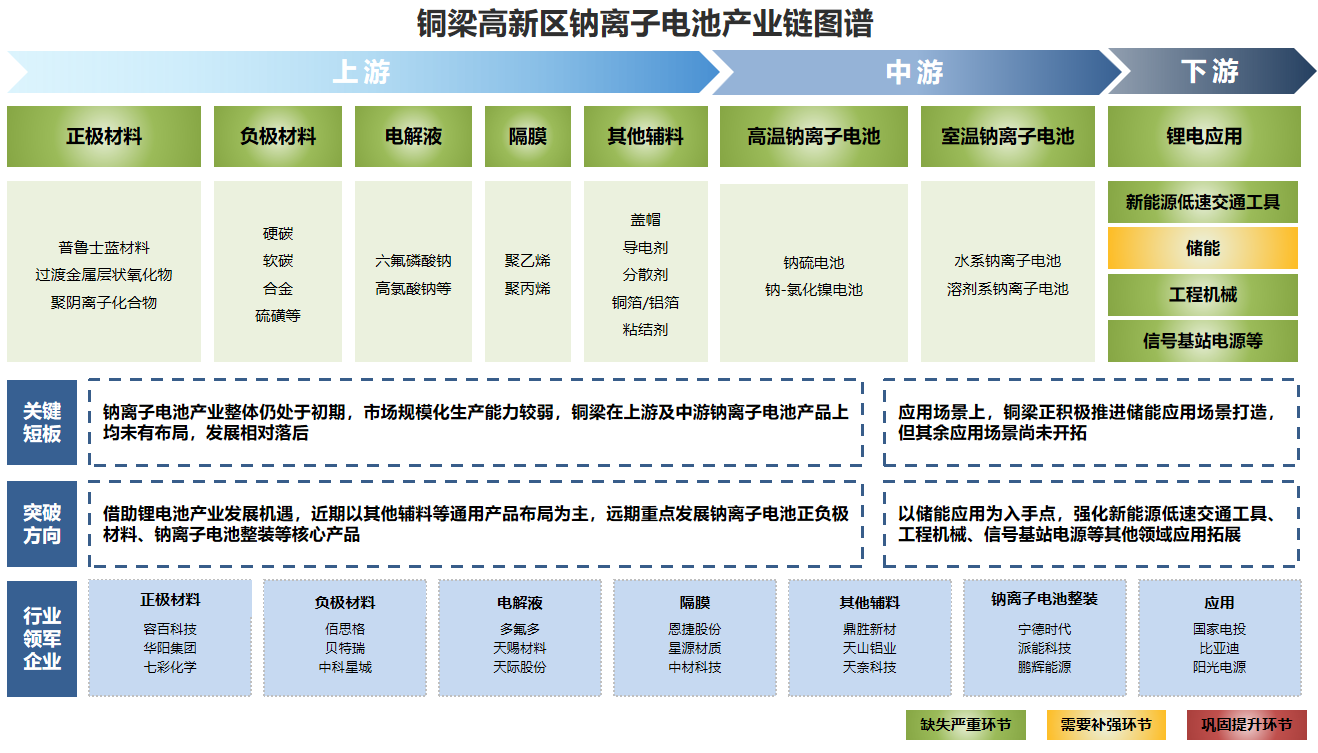 铜梁高新区钠离子电池产业链图谱
上游
中游
下游
正极材料
负极材料
电解液
隔膜
其他辅料
高温钠离子电池
室温钠离子电池
锂电应用
普鲁士蓝材料
过渡金属层状氧化物
聚阴离子化合物
硬碳
软碳
合金
硫磺等
六氟磷酸钠
高氯酸钠等
聚乙烯
聚丙烯
盖帽
导电剂
分散剂
铜箔/铝箔
粘结剂
钠硫电池
钠-氯化镍电池
水系钠离子电池
溶剂系钠离子电池
新能源低速交通工具
储能
工程机械
信号基站电源等
关键
短板
钠离子电池产业整体仍处于初期，市场规模化生产能力较弱，铜梁在上游及中游钠离子电池产品上
均未有布局，发展相对落后
应用场景上，铜梁正积极推进储能应用场景打造，
但其余应用场景尚未开拓
突破
方向
借助锂电池产业发展机遇，近期以其他辅料等通用产品布局为主，远期重点发展钠离子电池正负极
材料、钠离子电池整装等核心产品
以储能应用为入手点，强化新能源低速交通工具、
工程机械、信号基站电源等其他领域应用拓展
行业
领军
企业
正极材料
容百科技
华阳集团
七彩化学
负极材料
佰思格
贝特瑞
中科星城
电解液
多氟多
天赐材料
天际股份
隔膜
恩捷股份
星源材质
中材科技
其他辅料
鼎胜新材
天山铝业
天奈科技
钠离子电池整装
宁德时代
派能科技
鹏辉能源
应用
国家电投
比亚迪
阳光电源
缺失严重环节
需要补强环节
巩固提升环节